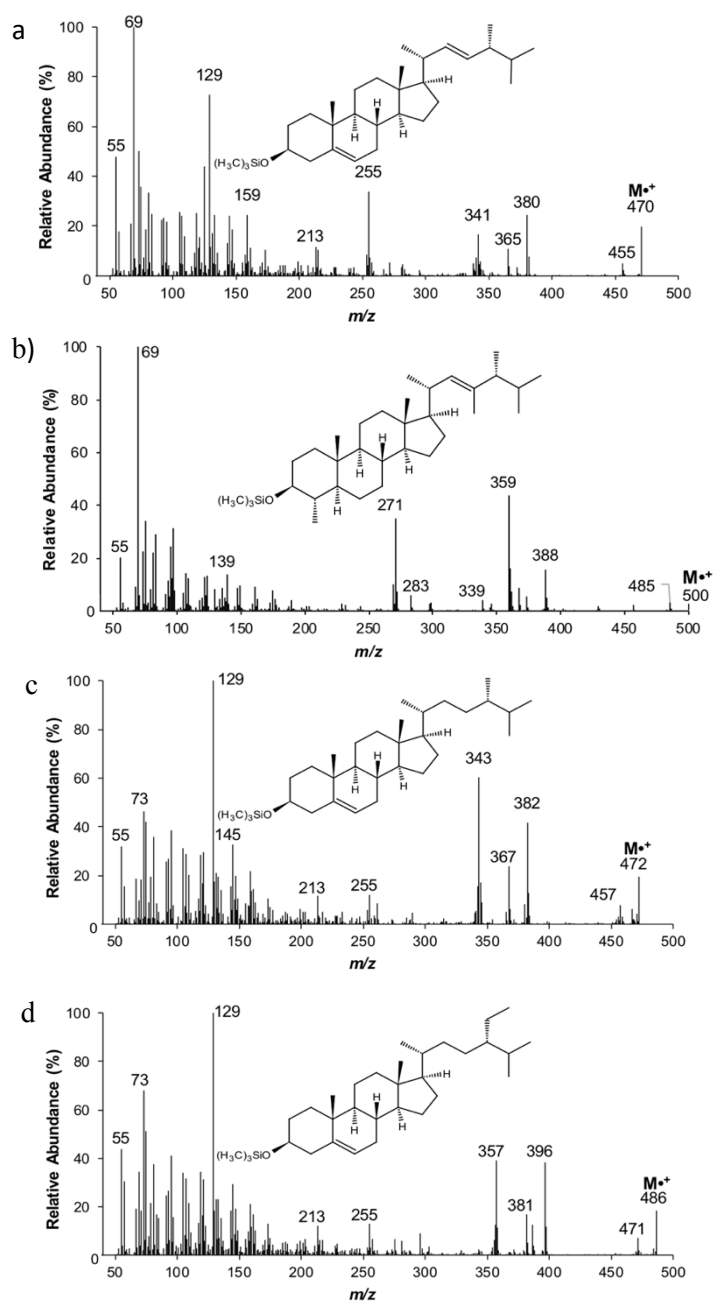 a
Relative Abundance (%)
100
80
60
40
20
0
69
129
55
159
213
255
341
365
380
455
M•+
470
H
H
H
H
(H₃C)₃SiO
50 100 150 200 250 300 350 400 450 500
m/z
b)
Relative Abundance (%)
100
80
60
40
20
0
69
55
139
271
283
339
359
388
485
M•+
500
H
H
H
H
H
(H₃C)₃SiO
50 100 150 200 250 300 350 400 450 500
m/z
c
Relative Abundance (%)
100
80
60
40
20
0
129
73
55
145
213
255
343
367
382
457
M•+
472
H
H
H
H
(H₃C)₃SiO
50 100 150 200 250 300 350 400 450 500
m/z
d
Relative Abundance (%)
100
80
60
40
20
0
129
73
55
213
255
357
381
396
471
M•+
486
H
H
H
H
(H₃C)₃SiO
50 100 150 200 250 300 350 400 450 500
m/z